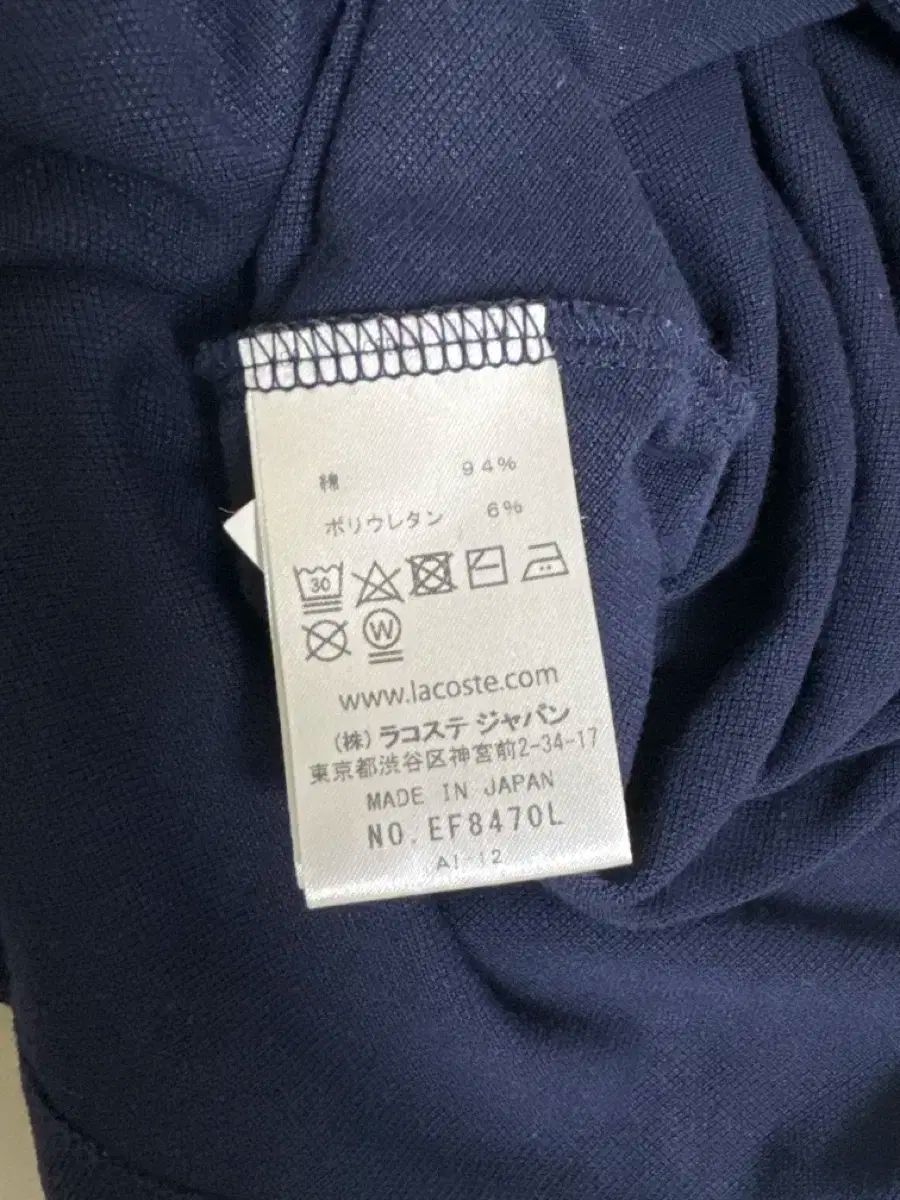 綿 94%
ポリウレタン 6%
30
W
www.lacoste.com
(株)ラコステ ジャパン
東京都渋谷区神宮前2-34-17
MADE IN JAPAN
NO. EF8470L
AI-12